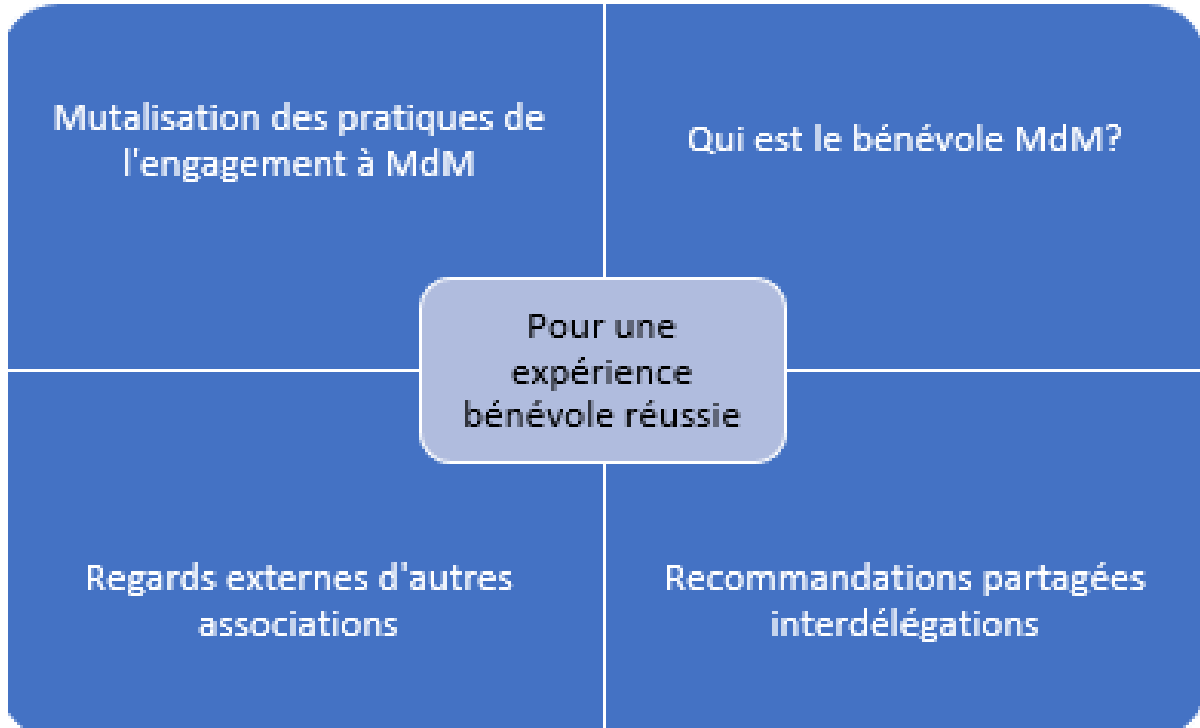 Mutalisation des pratiques de
l'engagement à MdM
Qui est le bénévole MdM?
Pour une
expérience
bénévole réussie
Regards externes d'autres
associations
Recommandations partagées
interdélégations